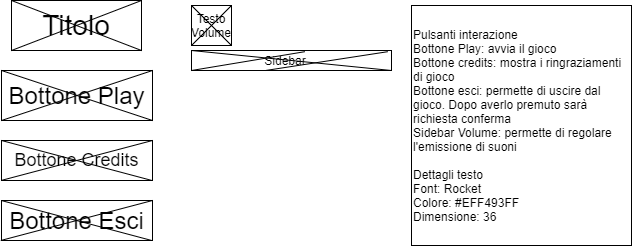 Titolo
Bottone Play
Bottone Credits
Bottone Esci
Testo
Volume
Sidebar
Pulsanti interazione
Bottone Play: avvia il gioco
Bottone credits: mostra i ringraziamenti
di gioco
Bottone esci: permette di uscire dal
gioco. Dopo averlo premuto sarà
richiesta conferma
Sidebar Volume: permette di regolare
l'emissione di suoni
Dettagli testo
Font: Rocket
Colore: #EFF493FF
Dimensione: 36